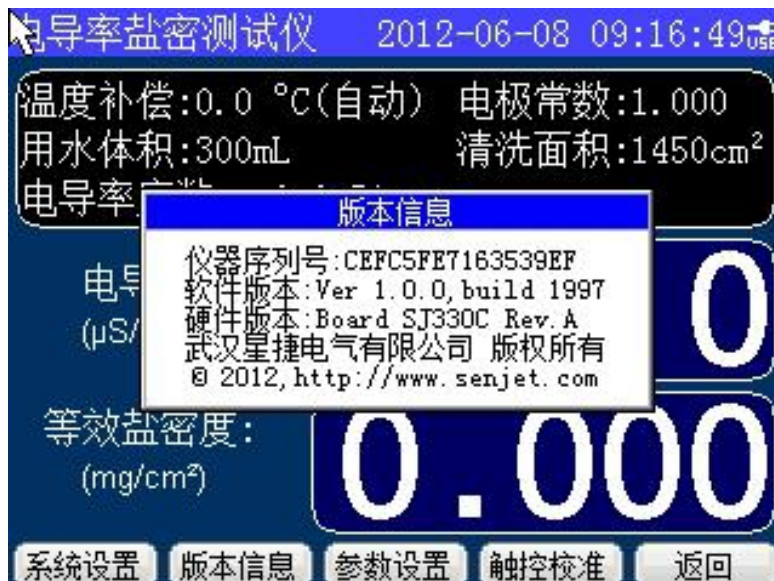 电导率盐密测试仪 2012-06-08 09:16:49
温度补偿:0.0 °C(自动) 电极常数:1.000
用水体积:300mL 清洗面积:1450cm²
电导率
版本信息
仪器序列号:CEFC5FE7163539EF
软件版本:Ver 1.0.0,build 1997
硬件版本:Board SJ330C Rev.A
武汉星捷电气有限公司 版权所有
© 2012,http://www.senjet.com
电导
(μS/
0
等效盐密度:
(mg/cm²)
0.000
系统设置 版本信息 参数设置 触控校准 返回